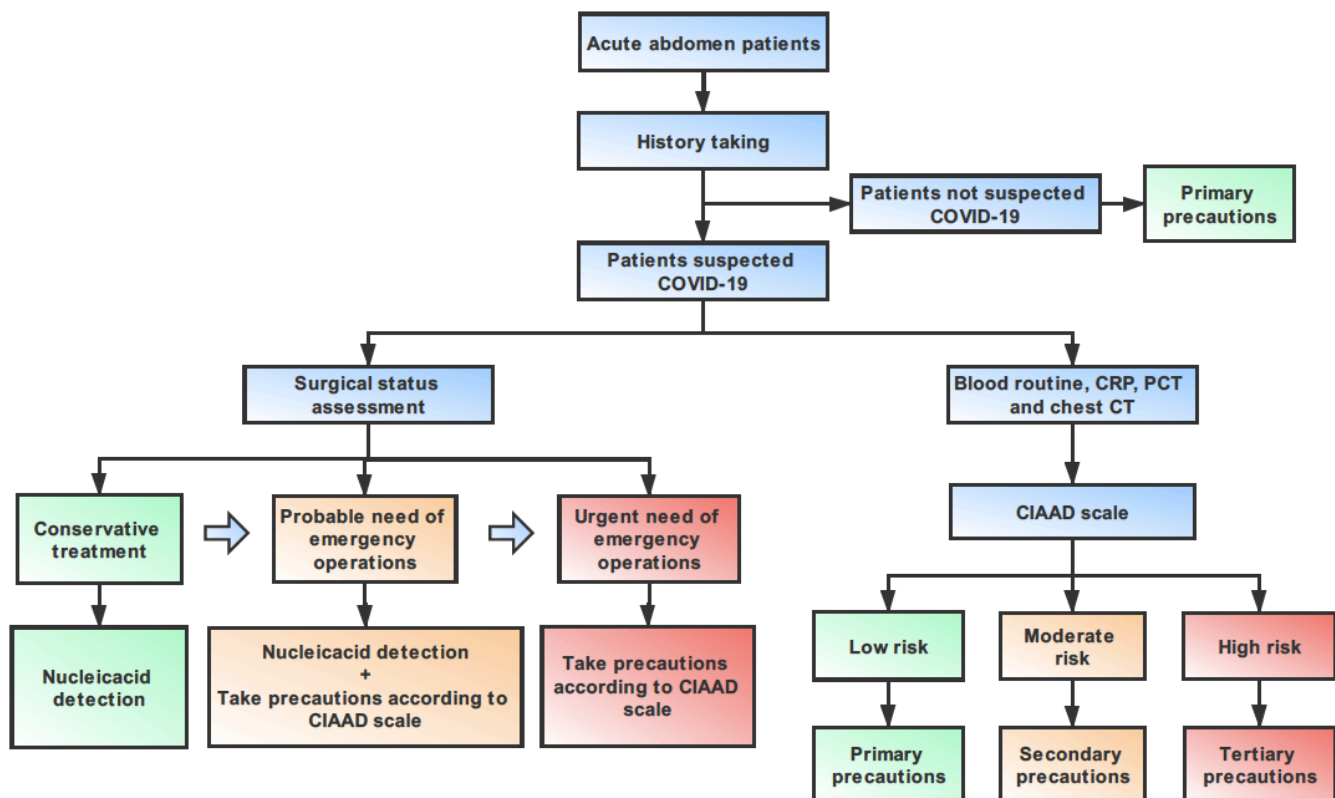 Acute abdomen patients
History taking
Patients not suspected
COVID-19
Primary
precautions
Patients suspected
COVID-19
Surgical status
assessment
Blood routine, CRP, PCT
and chest CT
Conservative
treatment
Probable need of
emergency
operations
Urgent need of
emergency
operations
CIAAD scale
Nucleicacid
detection
Nucleicacid detection
+
Take precautions according to
CIAAD scale
Take precautions
according to CIAAD
scale
Low risk
Moderate
risk
High risk
Primary
precautions
Secondary
precautions
Tertiary
precautions